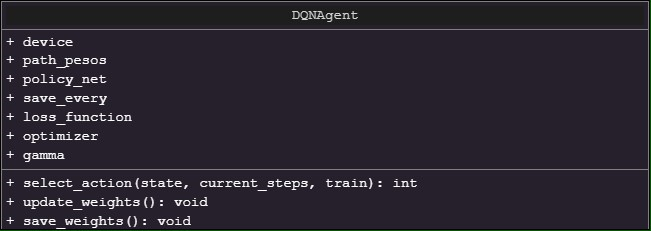 DQNAgent
+ device
+ path_pesos
+ policy_net
+ save_every
+ loss_function
+ optimizer
+ gamma
+ select_action(state, current_steps, train): int
+ update_weights(): void
+ save_weights(): void